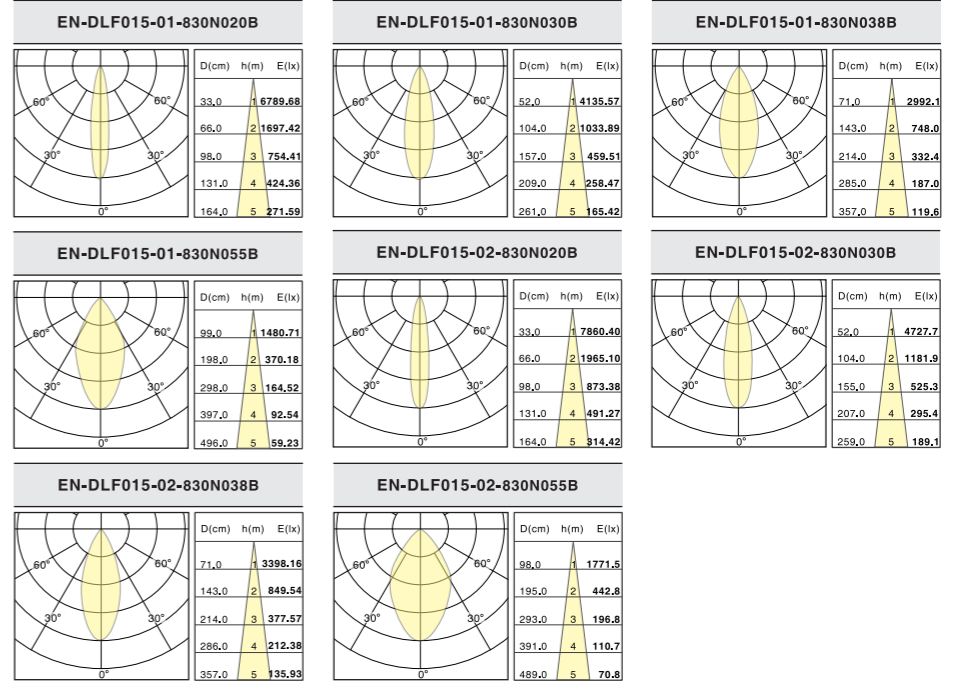 EN-DLF015-01-830N020B
D(cm) h(m) E(lx)
60° 60°
33.0 1 6789.68
66.0 2 1697.42
30° 30°
98.0 3 754.41
131.0 4 424.36
0°
164.0 5 271.59
EN-DLF015-01-830N030B
D(cm) h(m) E(lx)
60° 60°
52.0 1 4135.57
104.0 2 1033.89
30° 30°
157.0 3 459.51
209.0 4 258.47
0°
261.0 5 165.42
EN-DLF015-01-830N038B
D(cm) h(m) E(lx)
60° 60°
71.0 1 2992.1
143.0 2 748.0
30° 30°
214.0 3 332.4
285.0 4 187.0
0°
357.0 5 119.6
EN-DLF015-01-830N055B
D(cm) h(m) E(lx)
60° 60°
99.0 1 1480.71
198.0 2 370.18
30° 30°
298.0 3 164.52
397.0 4 92.54
0°
496.0 5 59.23
EN-DLF015-02-830N020B
D(cm) h(m) E(lx)
60° 60°
33.0 1 7860.40
66.0 2 1965.10
30° 30°
98.0 3 873.38
131.0 4 491.27
0°
164.0 5 314.42
EN-DLF015-02-830N030B
D(cm) h(m) E(lx)
60° 60°
52.0 1 4727.7
104.0 2 1181.9
30° 30°
155.0 3 525.3
207.0 4 295.4
0°
259.0 5 189.1
EN-DLF015-02-830N038B
D(cm) h(m) E(lx)
60° 60°
71.0 1 3398.16
143.0 2 849.54
30° 30°
214.0 3 377.57
286.0 4 212.38
0°
357.0 5 135.93
EN-DLF015-02-830N055B
D(cm) h(m) E(lx)
60° 60°
98.0 1 1771.5
195.0 2 442.8
30° 30°
293.0 3 196.8
391.0 4 110.7
0°
489.0 5 70.8